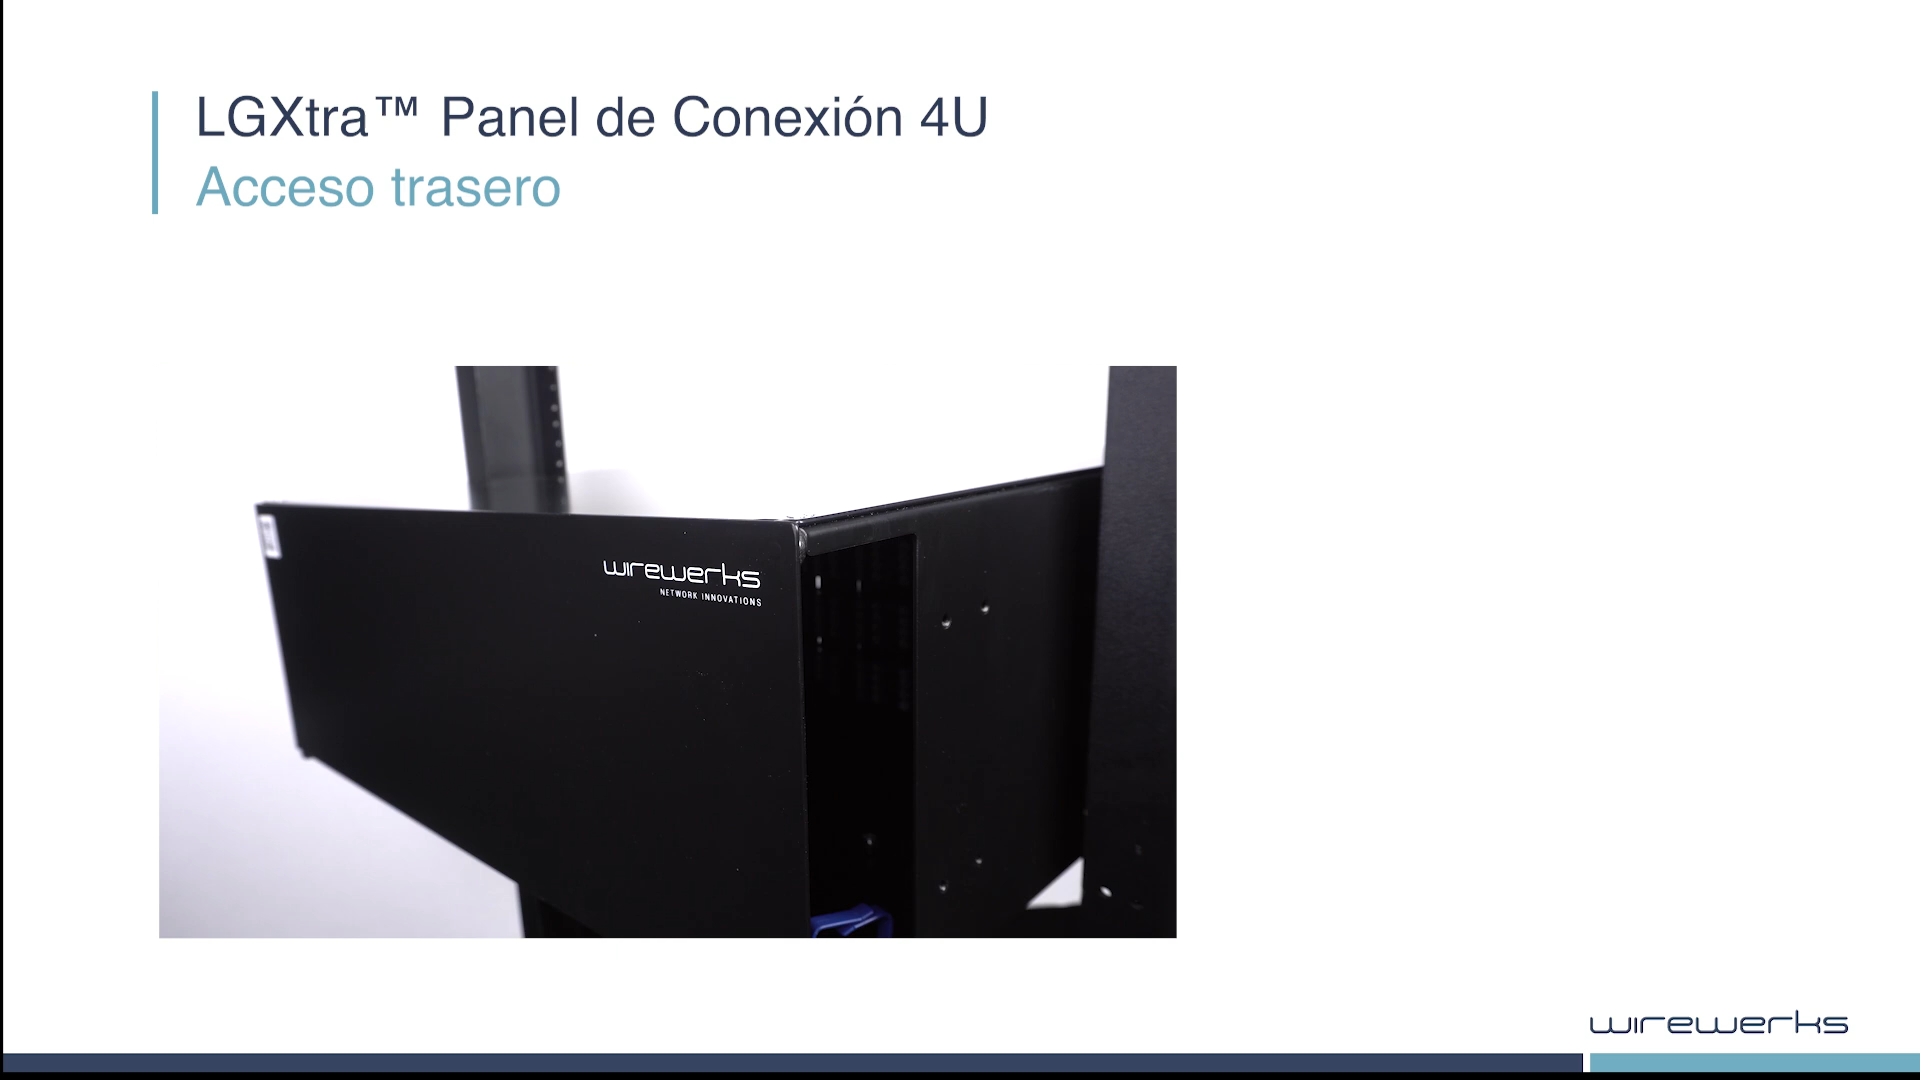 LGXtra™ Panel de Conexión 4U
Acceso trasero
wirewerks
NETWORK INNOVATIONS
wirewerks